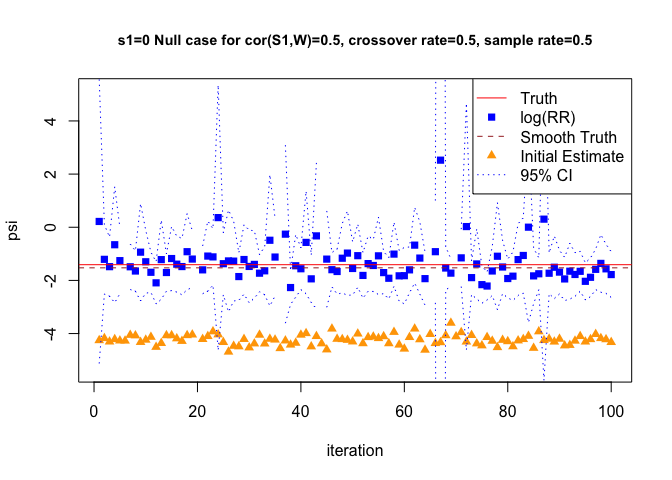 s1=0 Null case for cor(S1,W)=0.5, crossover rate=0.5, sample rate=0.5
Truth
log(RR)
Smooth Truth
Initial Estimate
95% CI
psi
4
2
0
-2
-4
0 20 40 60 80 100
iteration